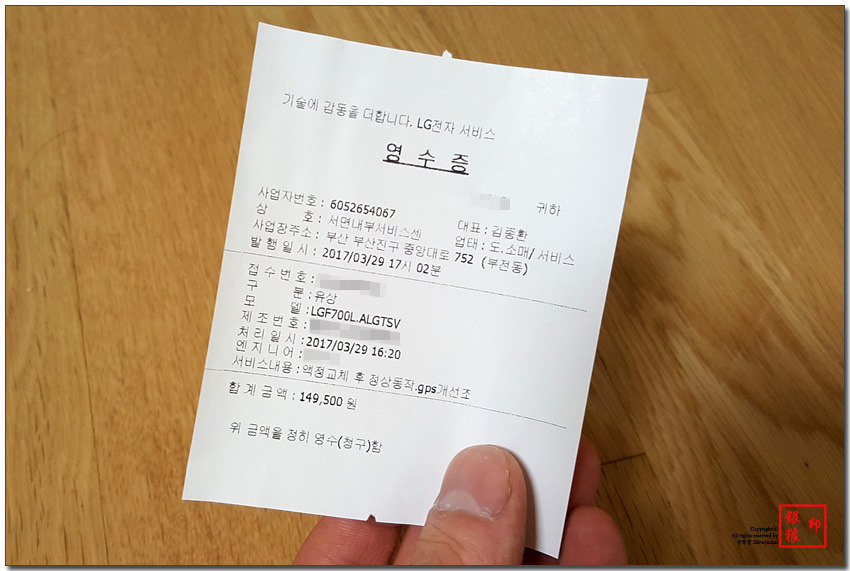 기술에 감동을 더합니다. LG전자 서비스
영 수 증
귀하
사업자번호 : 6052654067
대표 : 김종환
상 호 : 서면내부서비스센
업태 : 도.소매/ 서비스
사업장주소 : 부산 부산진구 중앙대로 752 (부전동)
발 행 일 시 : 2017/03/29 17시 02분
접 수 번 호 :
구 분 : 유상
모 델 : LGF700L.ALGTSV
제 조 번 호 :
처 리 일 시 : 2017/03/29 16:20
엔 지 니 어 :
서비스내용 : 액정교체 후 정상동작.gps개선조
합 계 금 액 : 149,500 원
위 금액을 정히 영수(청구)함
Copyright©
All rights reserved by